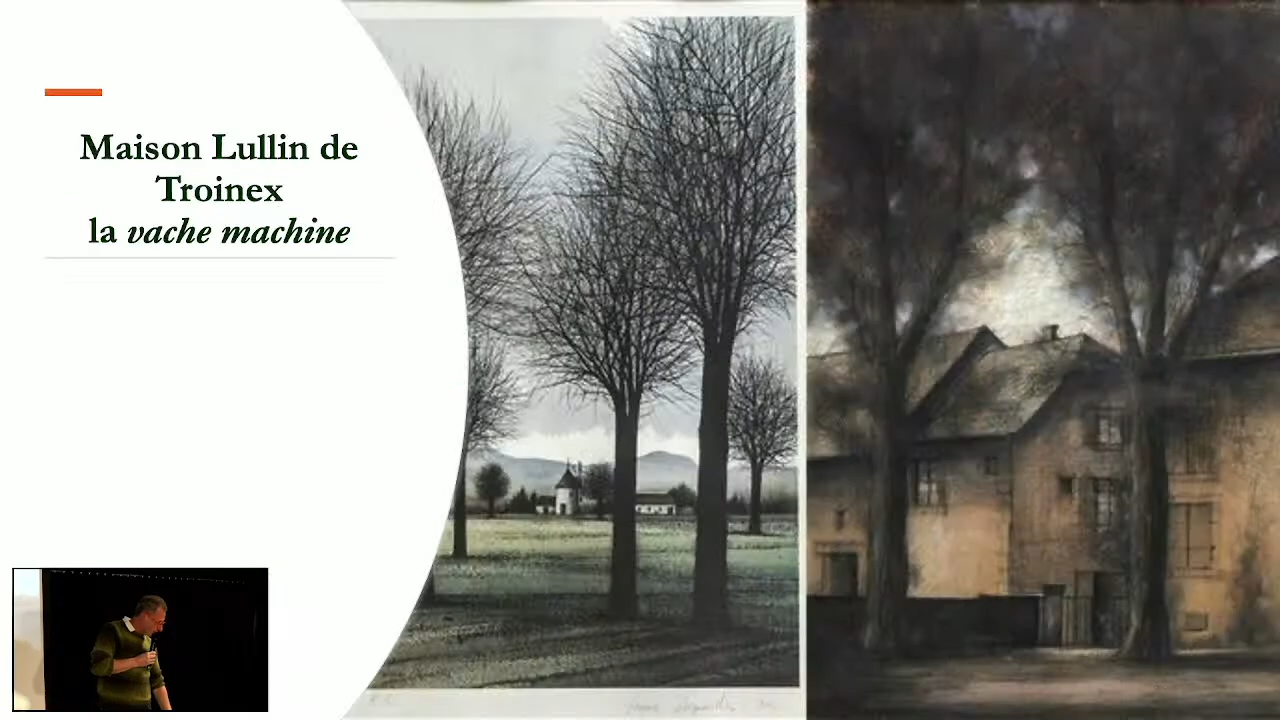 Maison Lullin de
Troinex
la vache machine